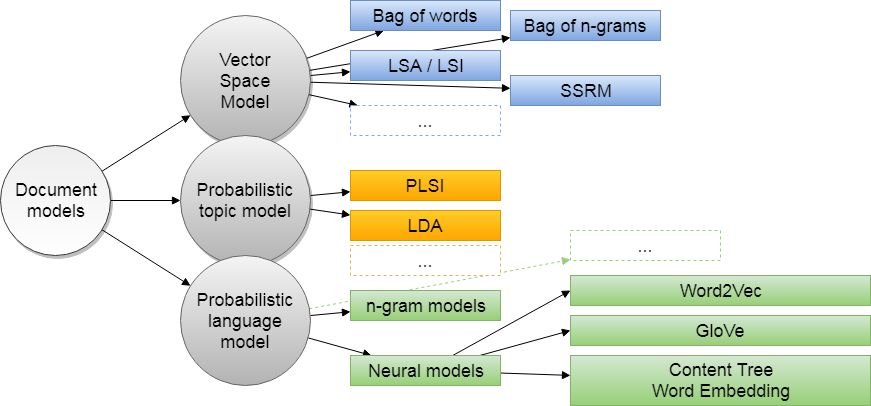 Document
models
Vector
Space
Model
Bag of words
Bag of n-grams
LSA / LSI
SSRM
...
Probabilistic
topic model
PLSI
LDA
...
Probabilistic
language
model
...
n-gram models
Neural models
Word2Vec
GloVe
Content Tree
Word Embedding